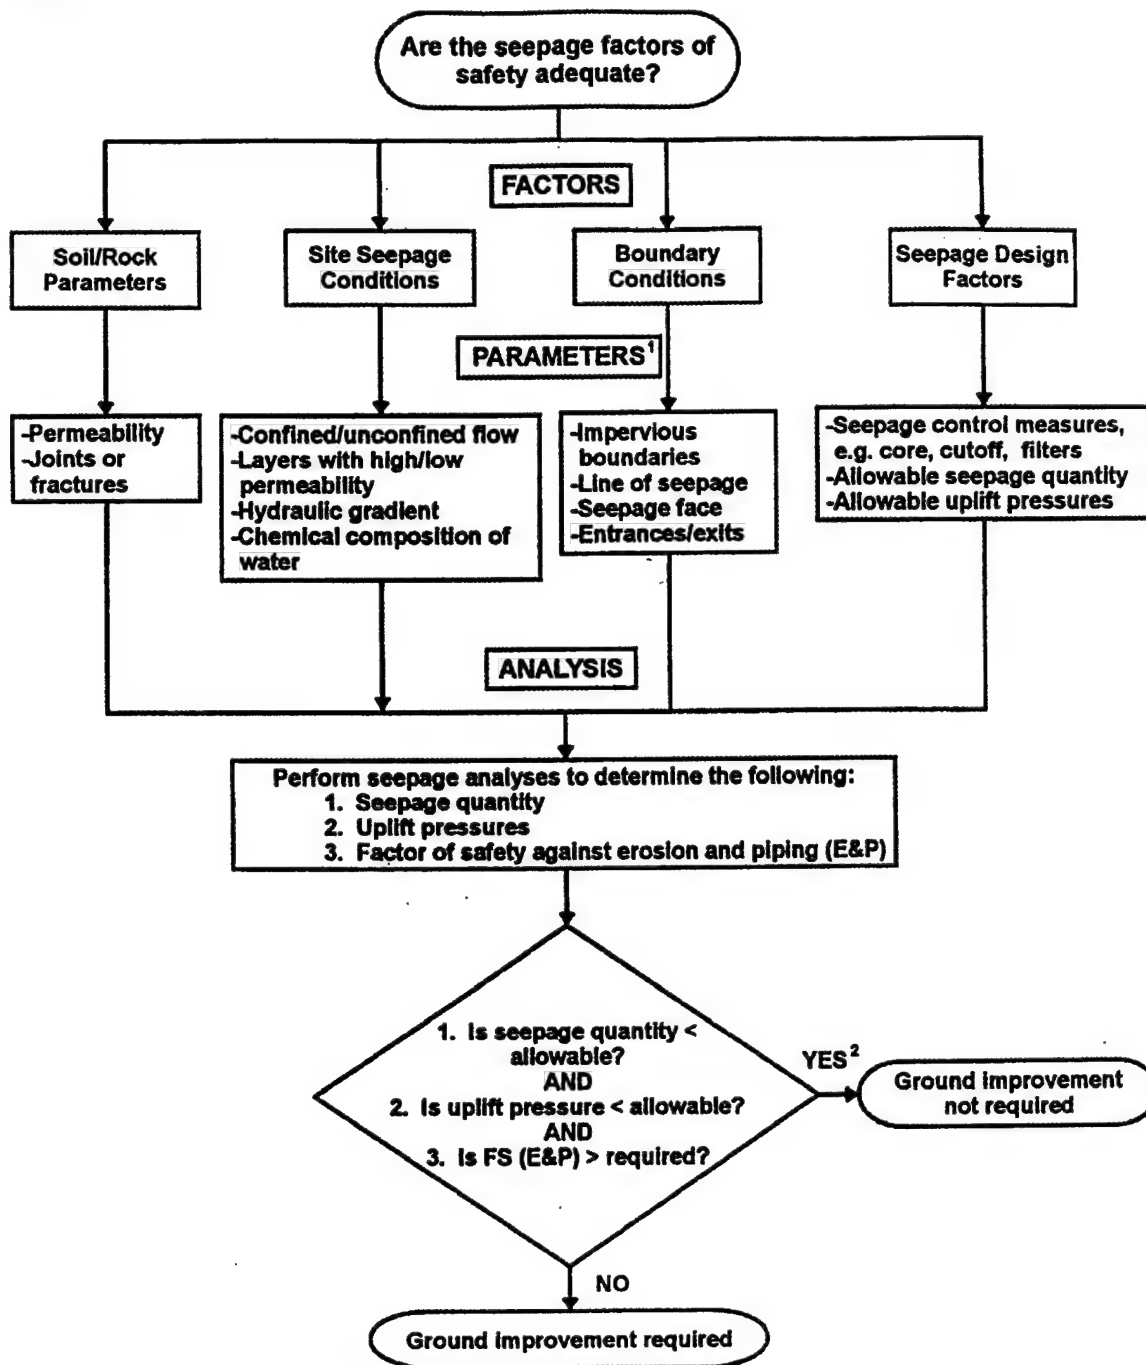 Are the seepage factors of
safety adequate?
FACTORS
Soil/Rock
Parameters
Site Seepage
Conditions
Boundary
Conditions
Seepage Design
Factors
PARAMETERS¹
-Permeability
-Joints or
fractures
-Confined/unconfined flow
-Layers with high/low
permeability
-Hydraulic gradient
-Chemical composition of
water
-Impervious
boundaries
-Line of seepage
-Seepage face
-Entrances/exits
-Seepage control measures,
e.g. core, cutoff, filters
-Allowable seepage quantity
-Allowable uplift pressures
ANALYSIS
Perform seepage analyses to determine the following:
1. Seepage quantity
2. Uplift pressures
3. Factor of safety against erosion and piping (E&P)
1. Is seepage quantity <
allowable?
AND
2. Is uplift pressure < allowable?
AND
3. Is FS (E&P) > required?
YES²
Ground improvement
not required
NO
Ground improvement required